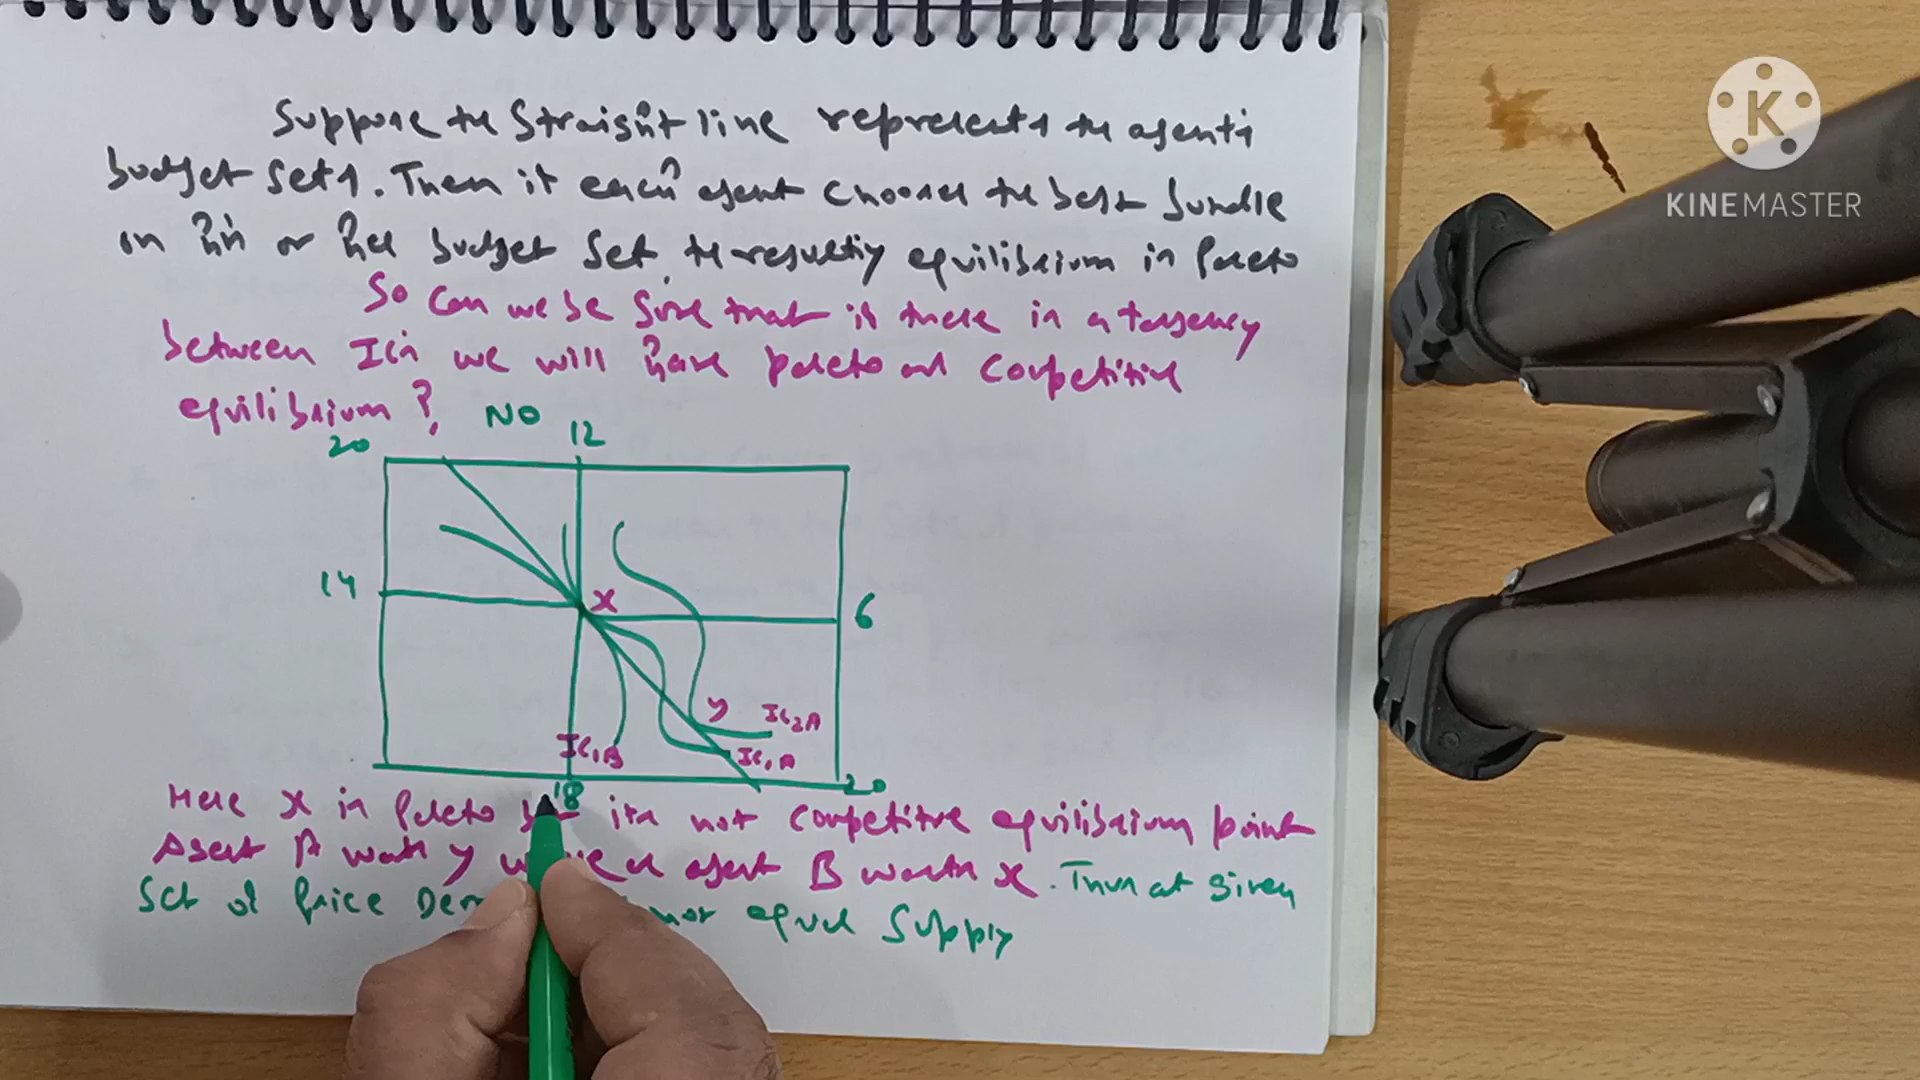 Suppose the straight line represents the agents
budget sets. Then if each agent chooses the best bundle
in his or her budget set, the resulting equilibrium is Pareto
So can we be sure that if there is a tangency
between ICs we will have pareto and competitive
equilibrium? NO
20 12
14 X 6
y IC2A
IC1B IC1A
18 20
Here x is Pareto its not competitive equilibrium point
Agent A wants y agent B wants x. Thus at given
Set of Price not equal Supply
KINEMASTER